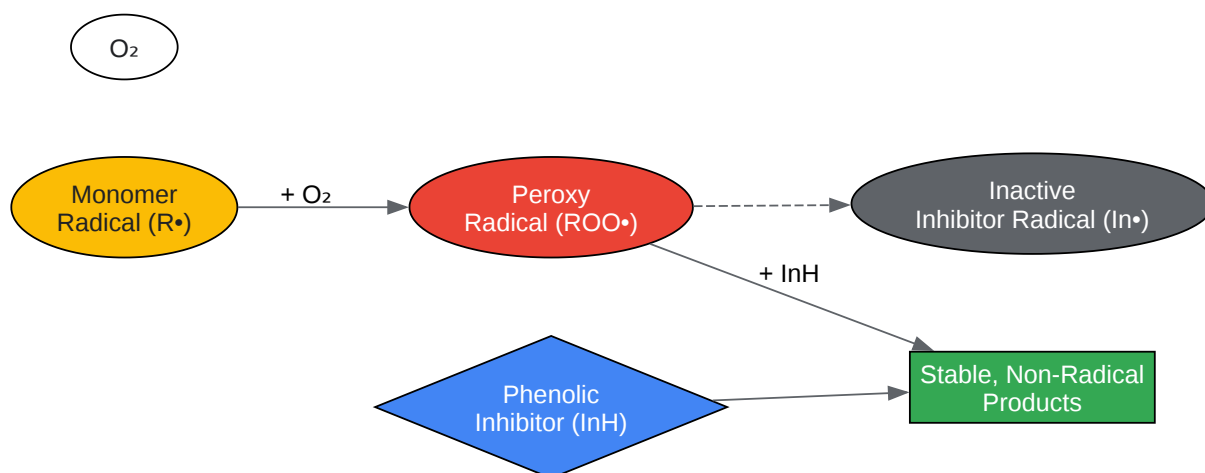 O₂
Monomer
Radical (R•)
+ O₂
Peroxy
Radical (ROO•)
Inactive
Inhibitor Radical (In•)
+ InH
Phenolic
Inhibitor (InH)
Stable, Non-Radical
Products